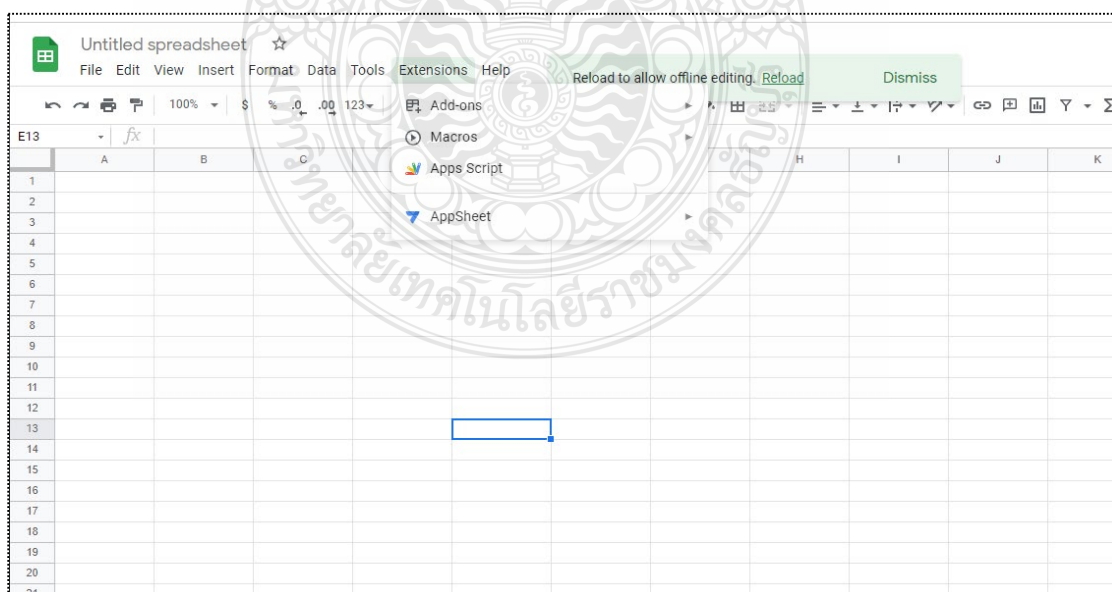 Untitled spreadsheet
File Edit View Insert Format Data Tools Extensions Help
Reload to allow offline editing. Reload Dismiss
100% $ % .0 .00 123
Add-ons
E13 fx
Macros
A B C H I J K
Apps Script
AppSheet
1
2
3
4
5
6
7
8
9
10
11
12
13
14
15
16
17
18
19
20
21